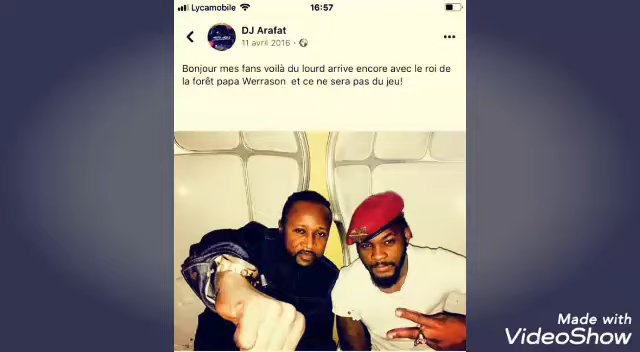 Lycamobile 16:57
DJ Arafat
11 avril 2016
Bonjour mes fans voilà du lourd arrive encore avec le roi de
la forêt papa Werrason et ce ne sera pas du jeu!
Made with
VideoShow